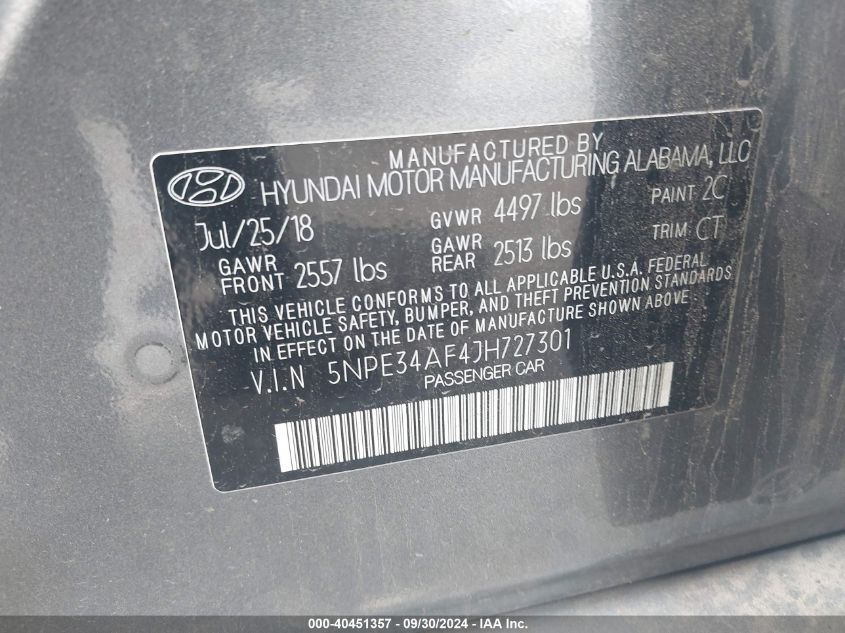 MANUFACTURED BY
HYUNDAI MOTOR MANUFACTURING ALABAMA, LLC
Jul/25/18 GVWR 4497 lbs PAINT 2C
GAWR FRONT 2557 lbs GAWR REAR 2513 lbs TRIM CT
THIS VEHICLE CONFORMS TO ALL APPLICABLE U.S.A. FEDERAL
MOTOR VEHICLE SAFETY, BUMPER, AND THEFT PREVENTION STANDARDS
IN EFFECT ON THE DATE OF MANUFACTURE SHOWN ABOVE
V.I.N 5NPE34AF4JH727301
PASSENGER CAR
000-40451357 - 09/30/2024 - IAAI.com